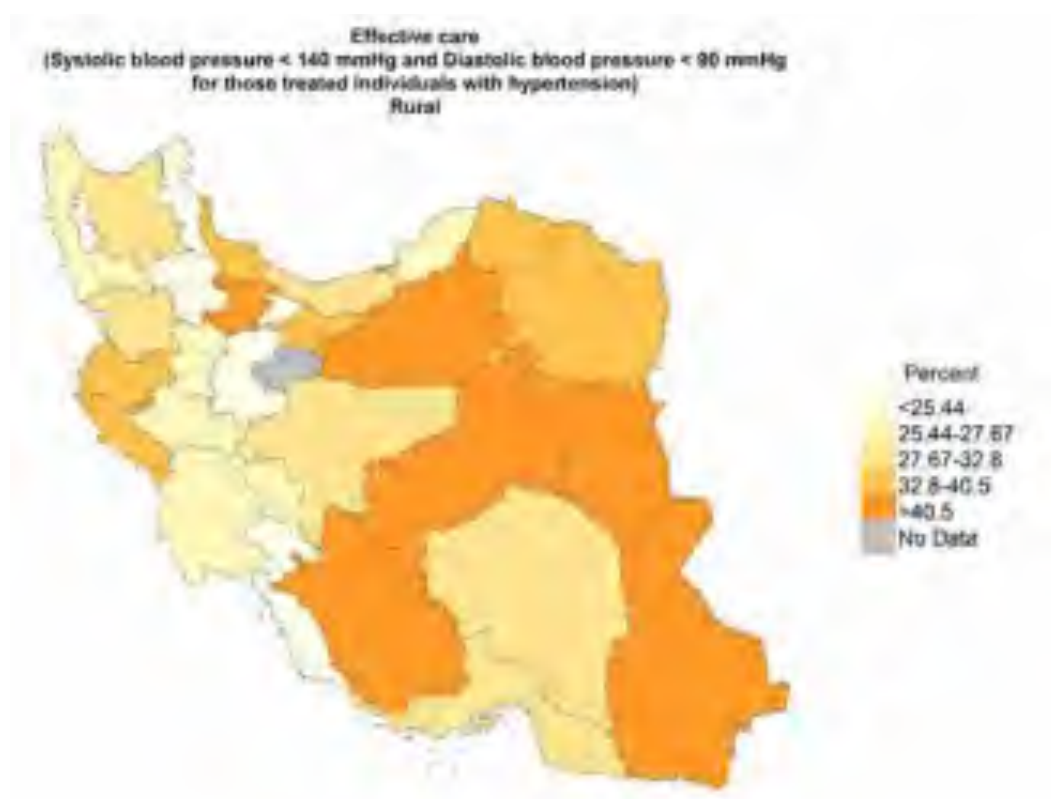 Effective care
(Systolic blood pressure < 140 mmHg and Diastolic blood pressure < 90 mmHg
for those treated individuals with hypertension)
Rural
Percent
<25.44
25.44-27.67
27.67-32.8
32.8-40.5
>40.5
No Data